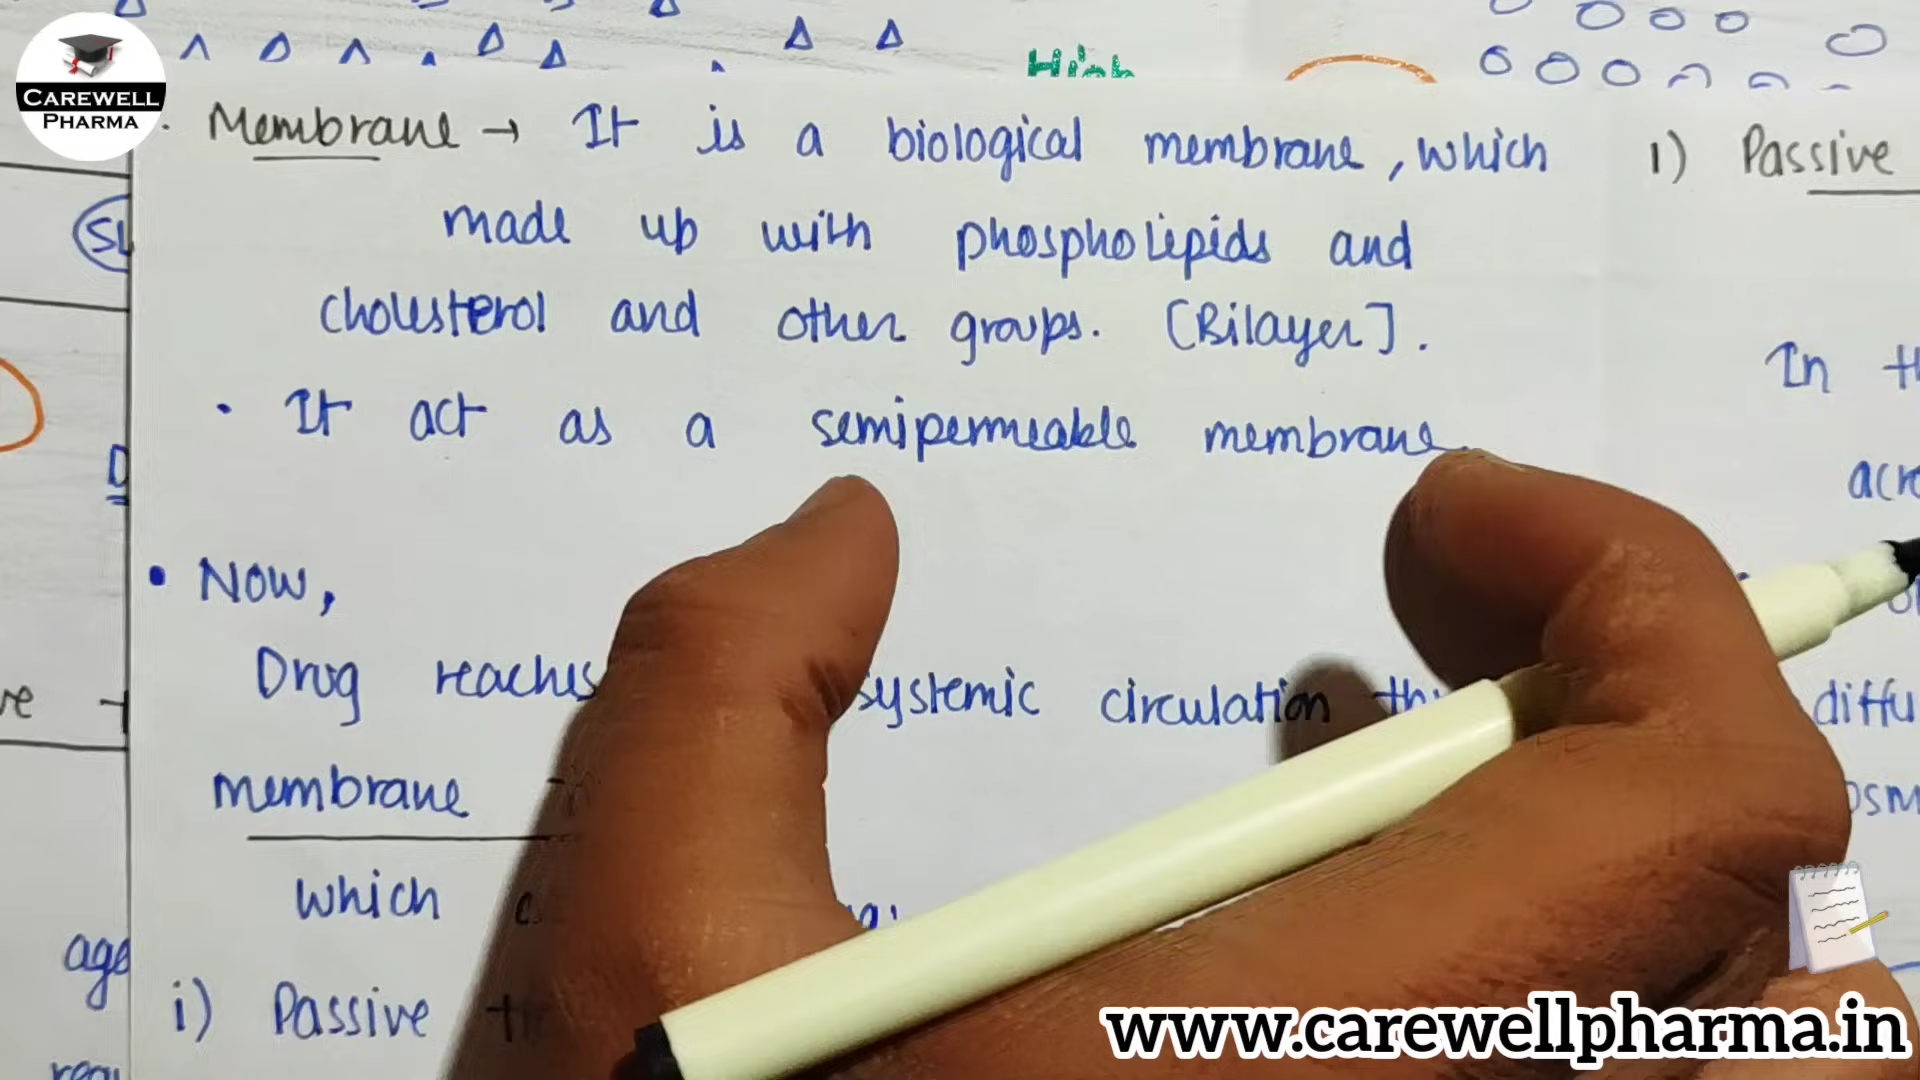 High
CAREWELL
PHARMA
Membrane → It is a biological membrane, which
made up with phospholipids and
cholesterol and other groups. [Bilayer].
• It act as a semipermeable membrane.
• Now,
Drug reaches systemic circulation
membrane
which
i) Passive
1) Passive
In
diffu
www.carewellpharma.in